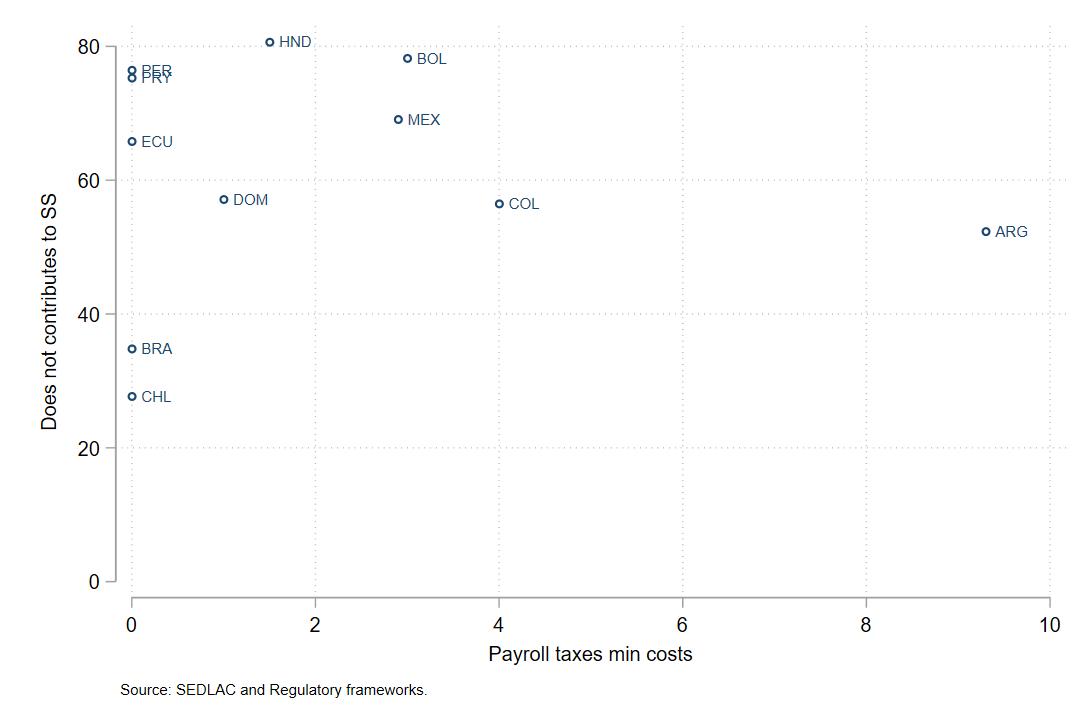 80
60
40
20
0
Does not contributes to SS
HND
BOL
PER
PRY
MEX
ECU
DOM
COL
ARG
BRA
CHL
0 2 4 6 8 10
Payroll taxes min costs
Source: SEDLAC and Regulatory frameworks.